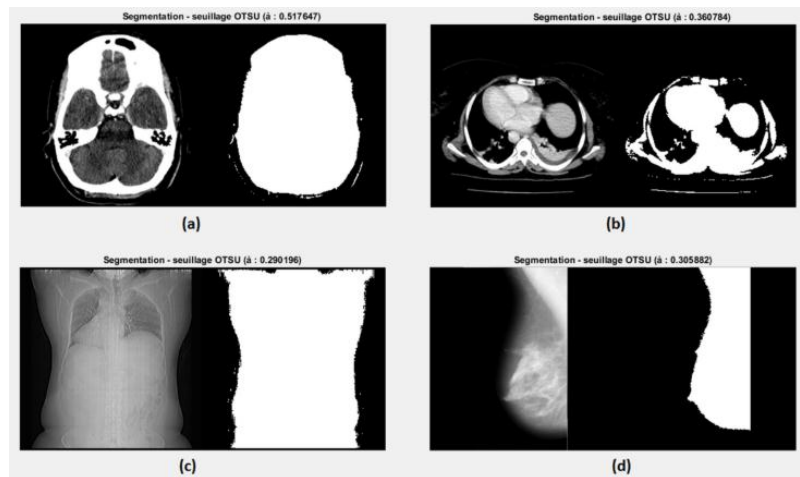 Segmentation - seuillage OTSU (à : 0.517647)
Segmentation - seuillage OTSU (à : 0.360784)
(a)
(b)
Segmentation - seuillage OTSU (à : 0.290196)
Segmentation - seuillage OTSU (à : 0.305882)
(c)
(d)